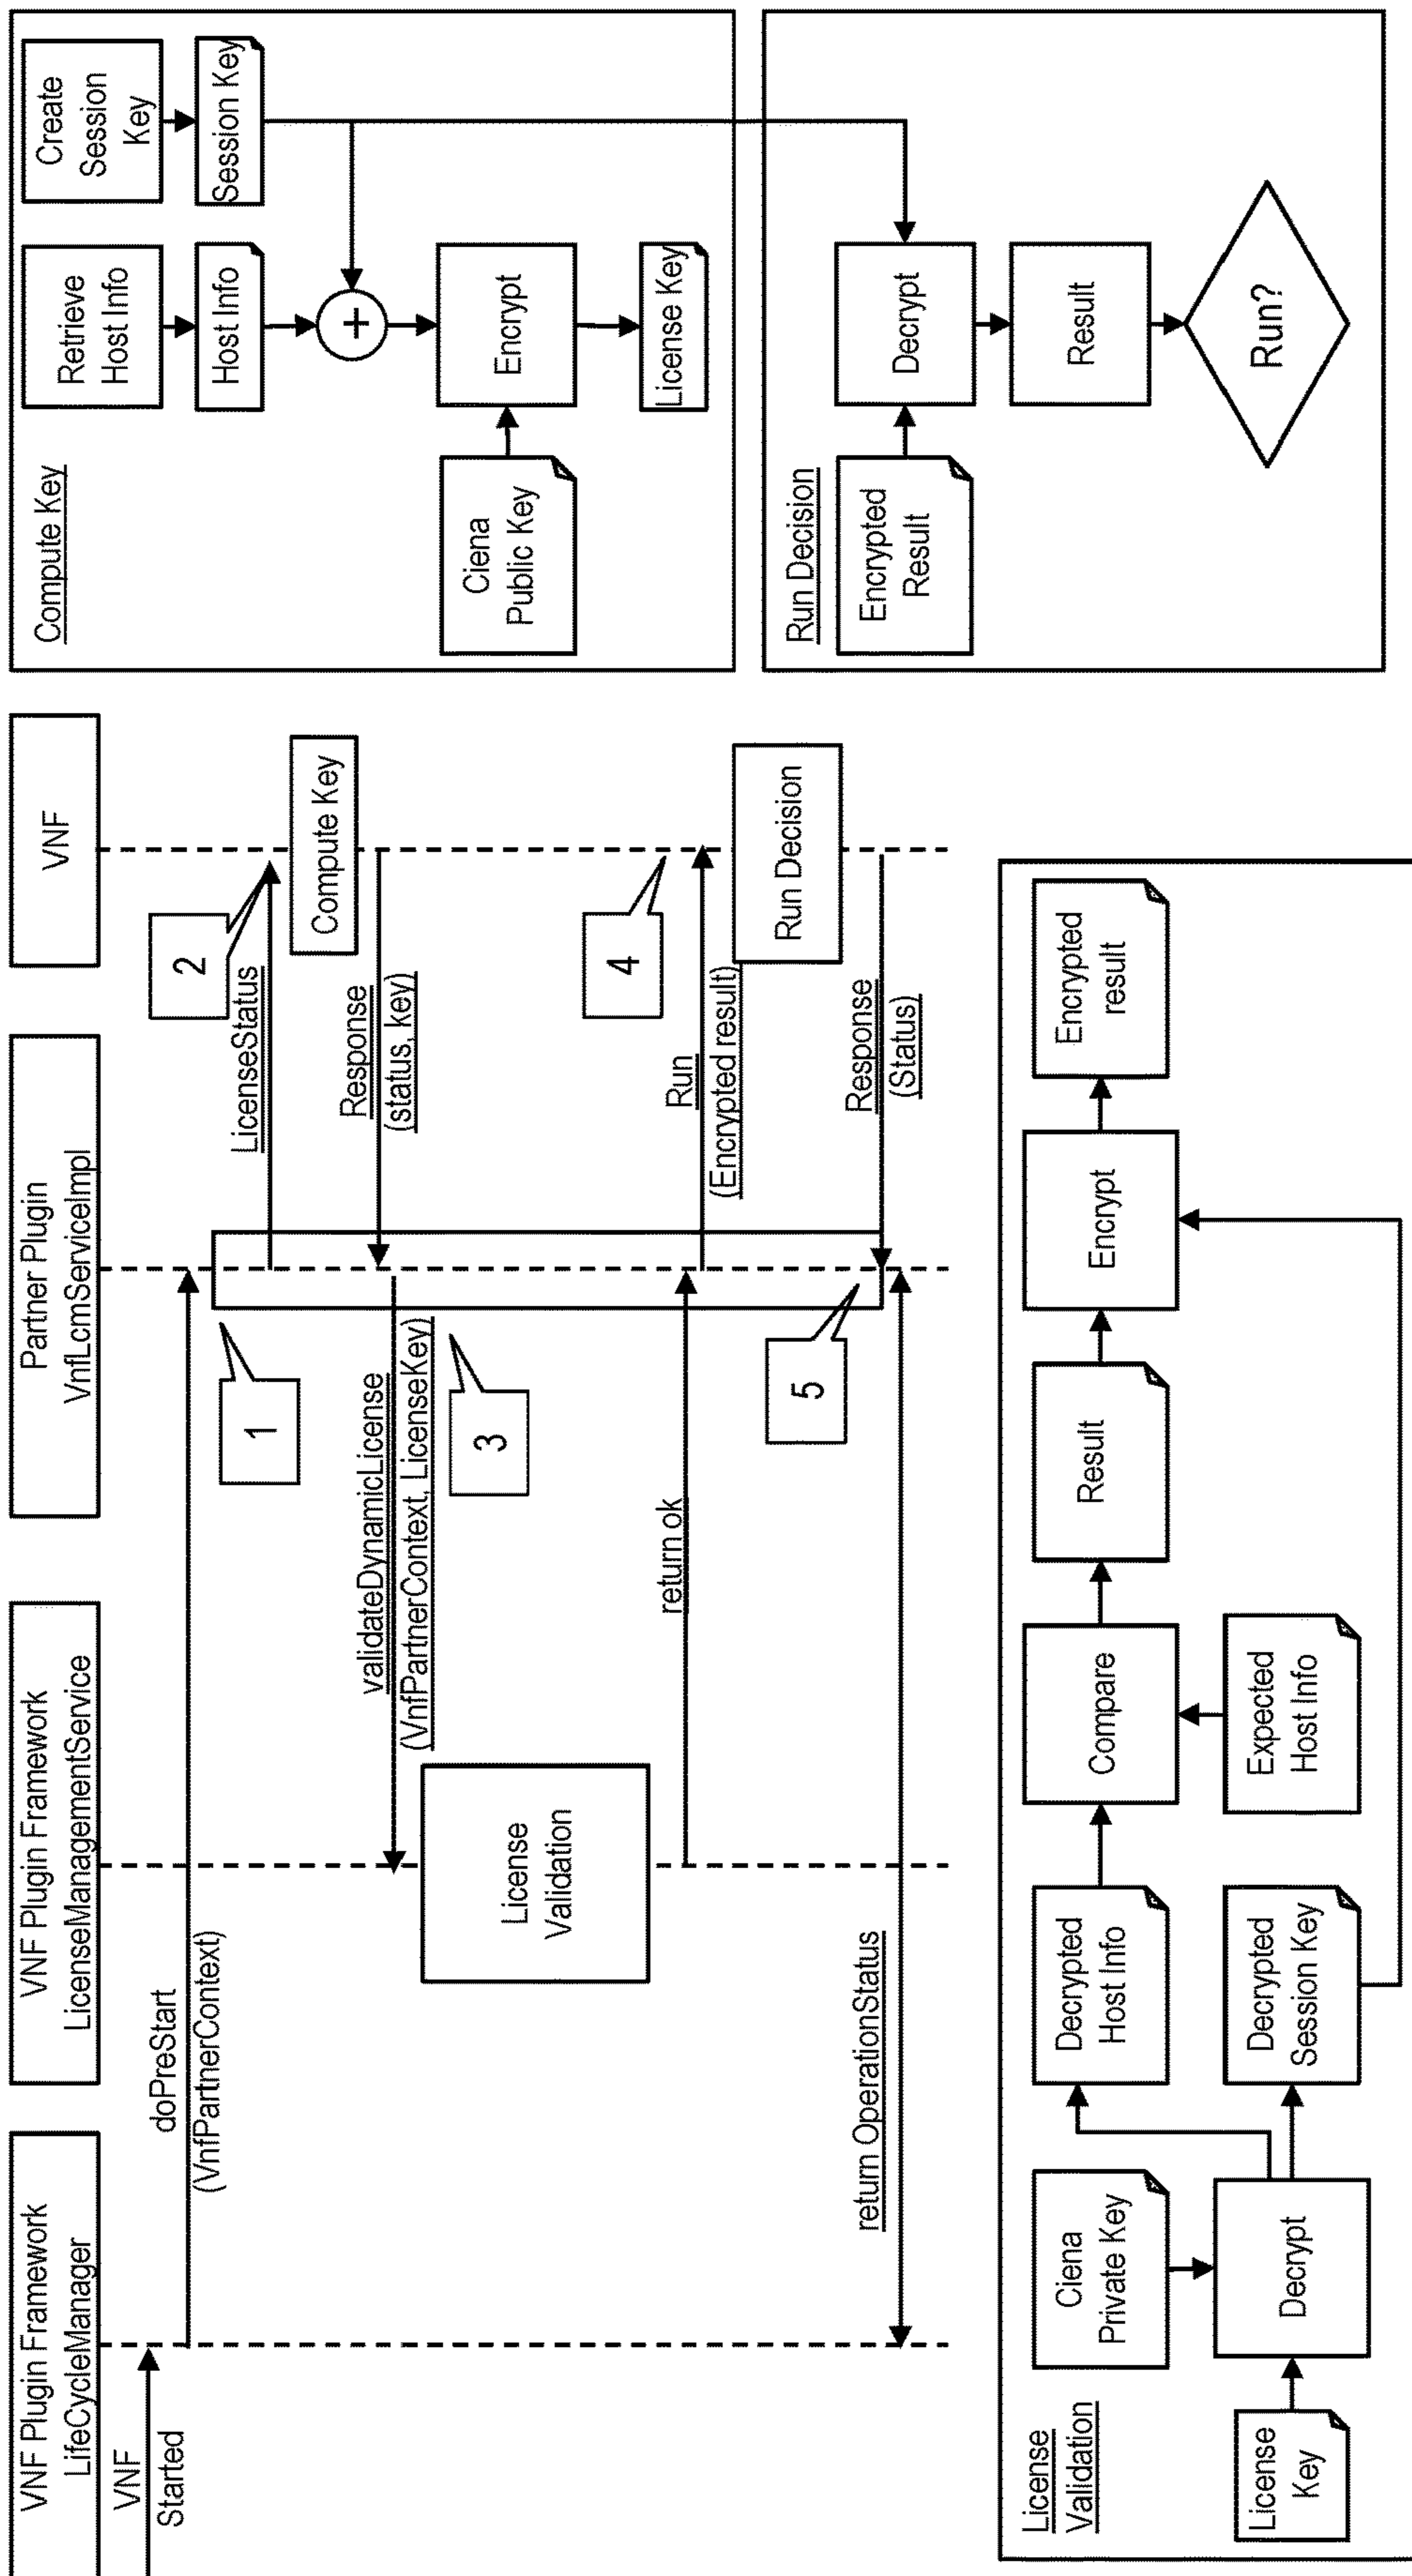 VNF Plugin Framework
LifeCycleManager
VNF Plugin Framework
LicenseManagementService
Partner Plugin
VnfLcmServiceImpl
VNF
VNF
Started
doPreStart
(VnfPartnerContext)
1
2
LicenseStatus
Compute Key
Response
(status, key)
validateDynamicLicense
(VnfPartnerContext, LicenseKey)
3
License
Validation
return ok
4
Run
(Encrypted result)
Run Decision
5
Response
(Status)
return OperationStatus
Compute Key
Retrieve
Host Info
Create
Session
Key
Host Info
Session Key
+
Ciena
Public Key
Encrypt
License Key
Run Decision
Encrypted
Result
Decrypt
Result
Run?
License
Validation
License
Key
Ciena
Private Key
Decrypt
Decrypted
Host Info
Decrypted
Session Key
Compare
Expected
Host Info
Result
Encrypt
Encrypted
result